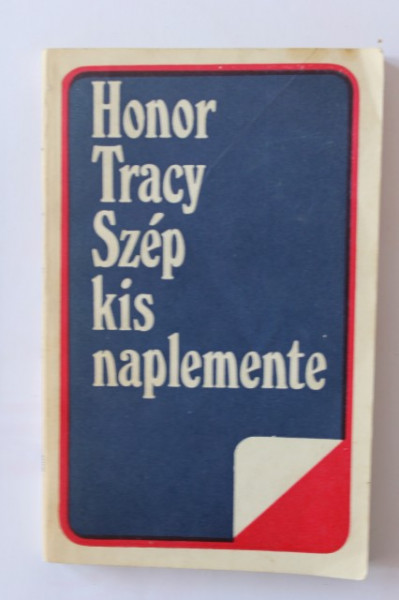 Honor
Tracy
Szép
kis
naplemente